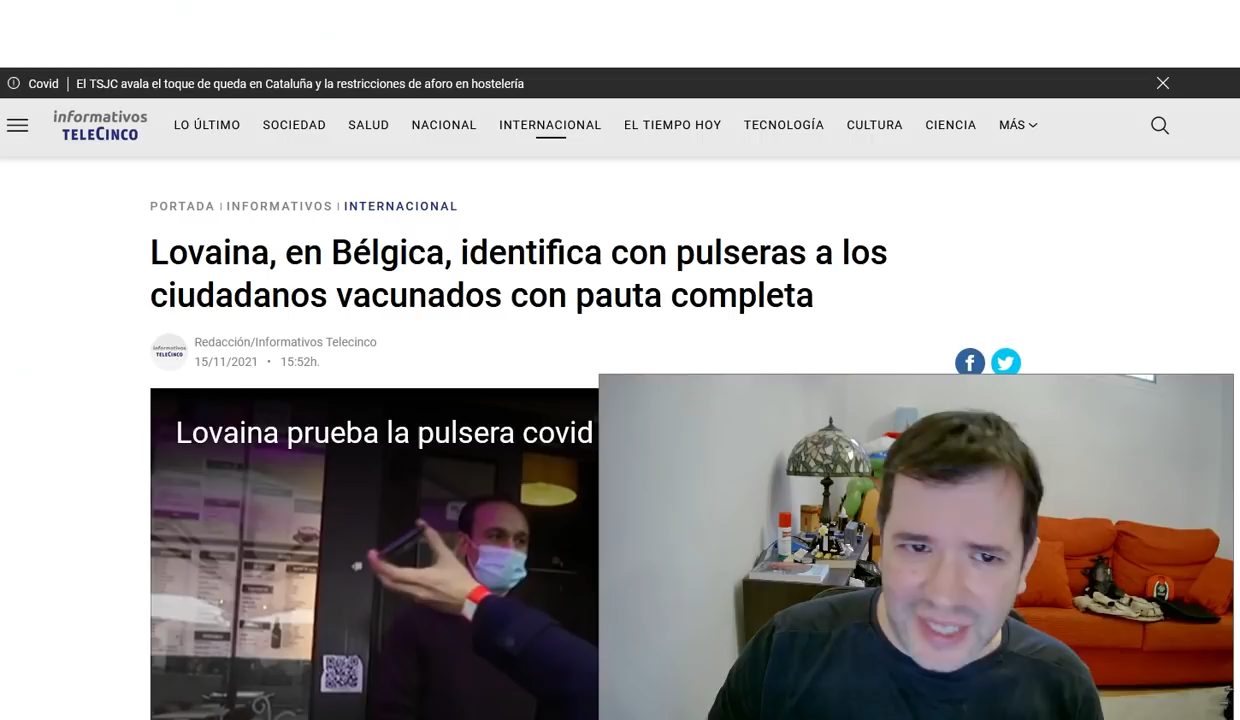 Covid | El TSJC avala el toque de queda en Cataluña y la restricciones de aforo en hostelería
informativos
TELECINCO
LO ÚLTIMO SOCIEDAD SALUD NACIONAL INTERNACIONAL EL TIEMPO HOY TECNOLOGÍA CULTURA CIENCIA MÁS
PORTADA | INFORMATIVOS | INTERNACIONAL
Lovaina, en Bélgica, identifica con pulseras a los
ciudadanos vacunados con pauta completa
informativos
TELECINCO
Redacción/Informativos Telecinco
15/11/2021 • 15:52h.
Lovaina prueba la pulsera covid